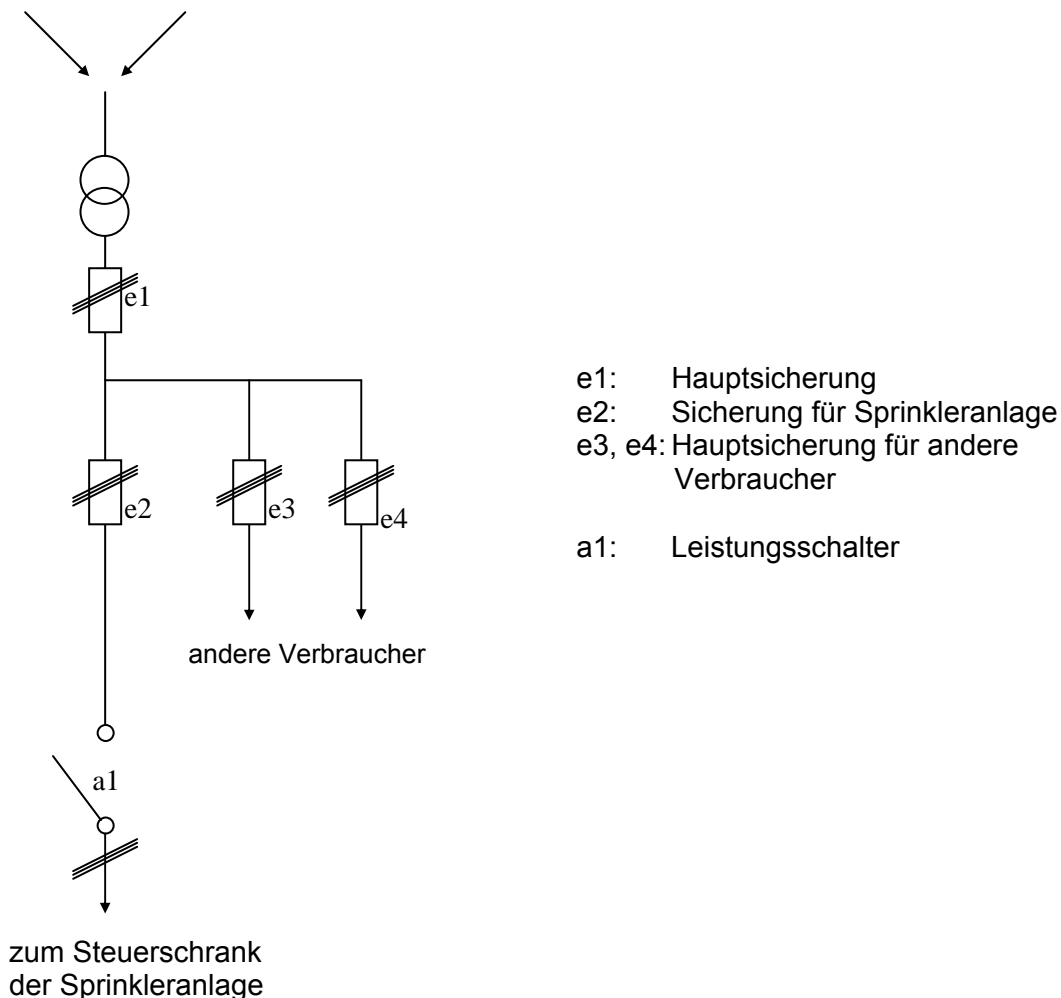 e1
e1: Hauptsicherung
e2: Sicherung für Sprinkleranlage
e3, e4: Hauptsicherung für andere
Verbraucher
e2
e3
e4
a1: Leistungsschalter
andere Verbraucher
a1
zum Steuerschrank
der Sprinkleranlage